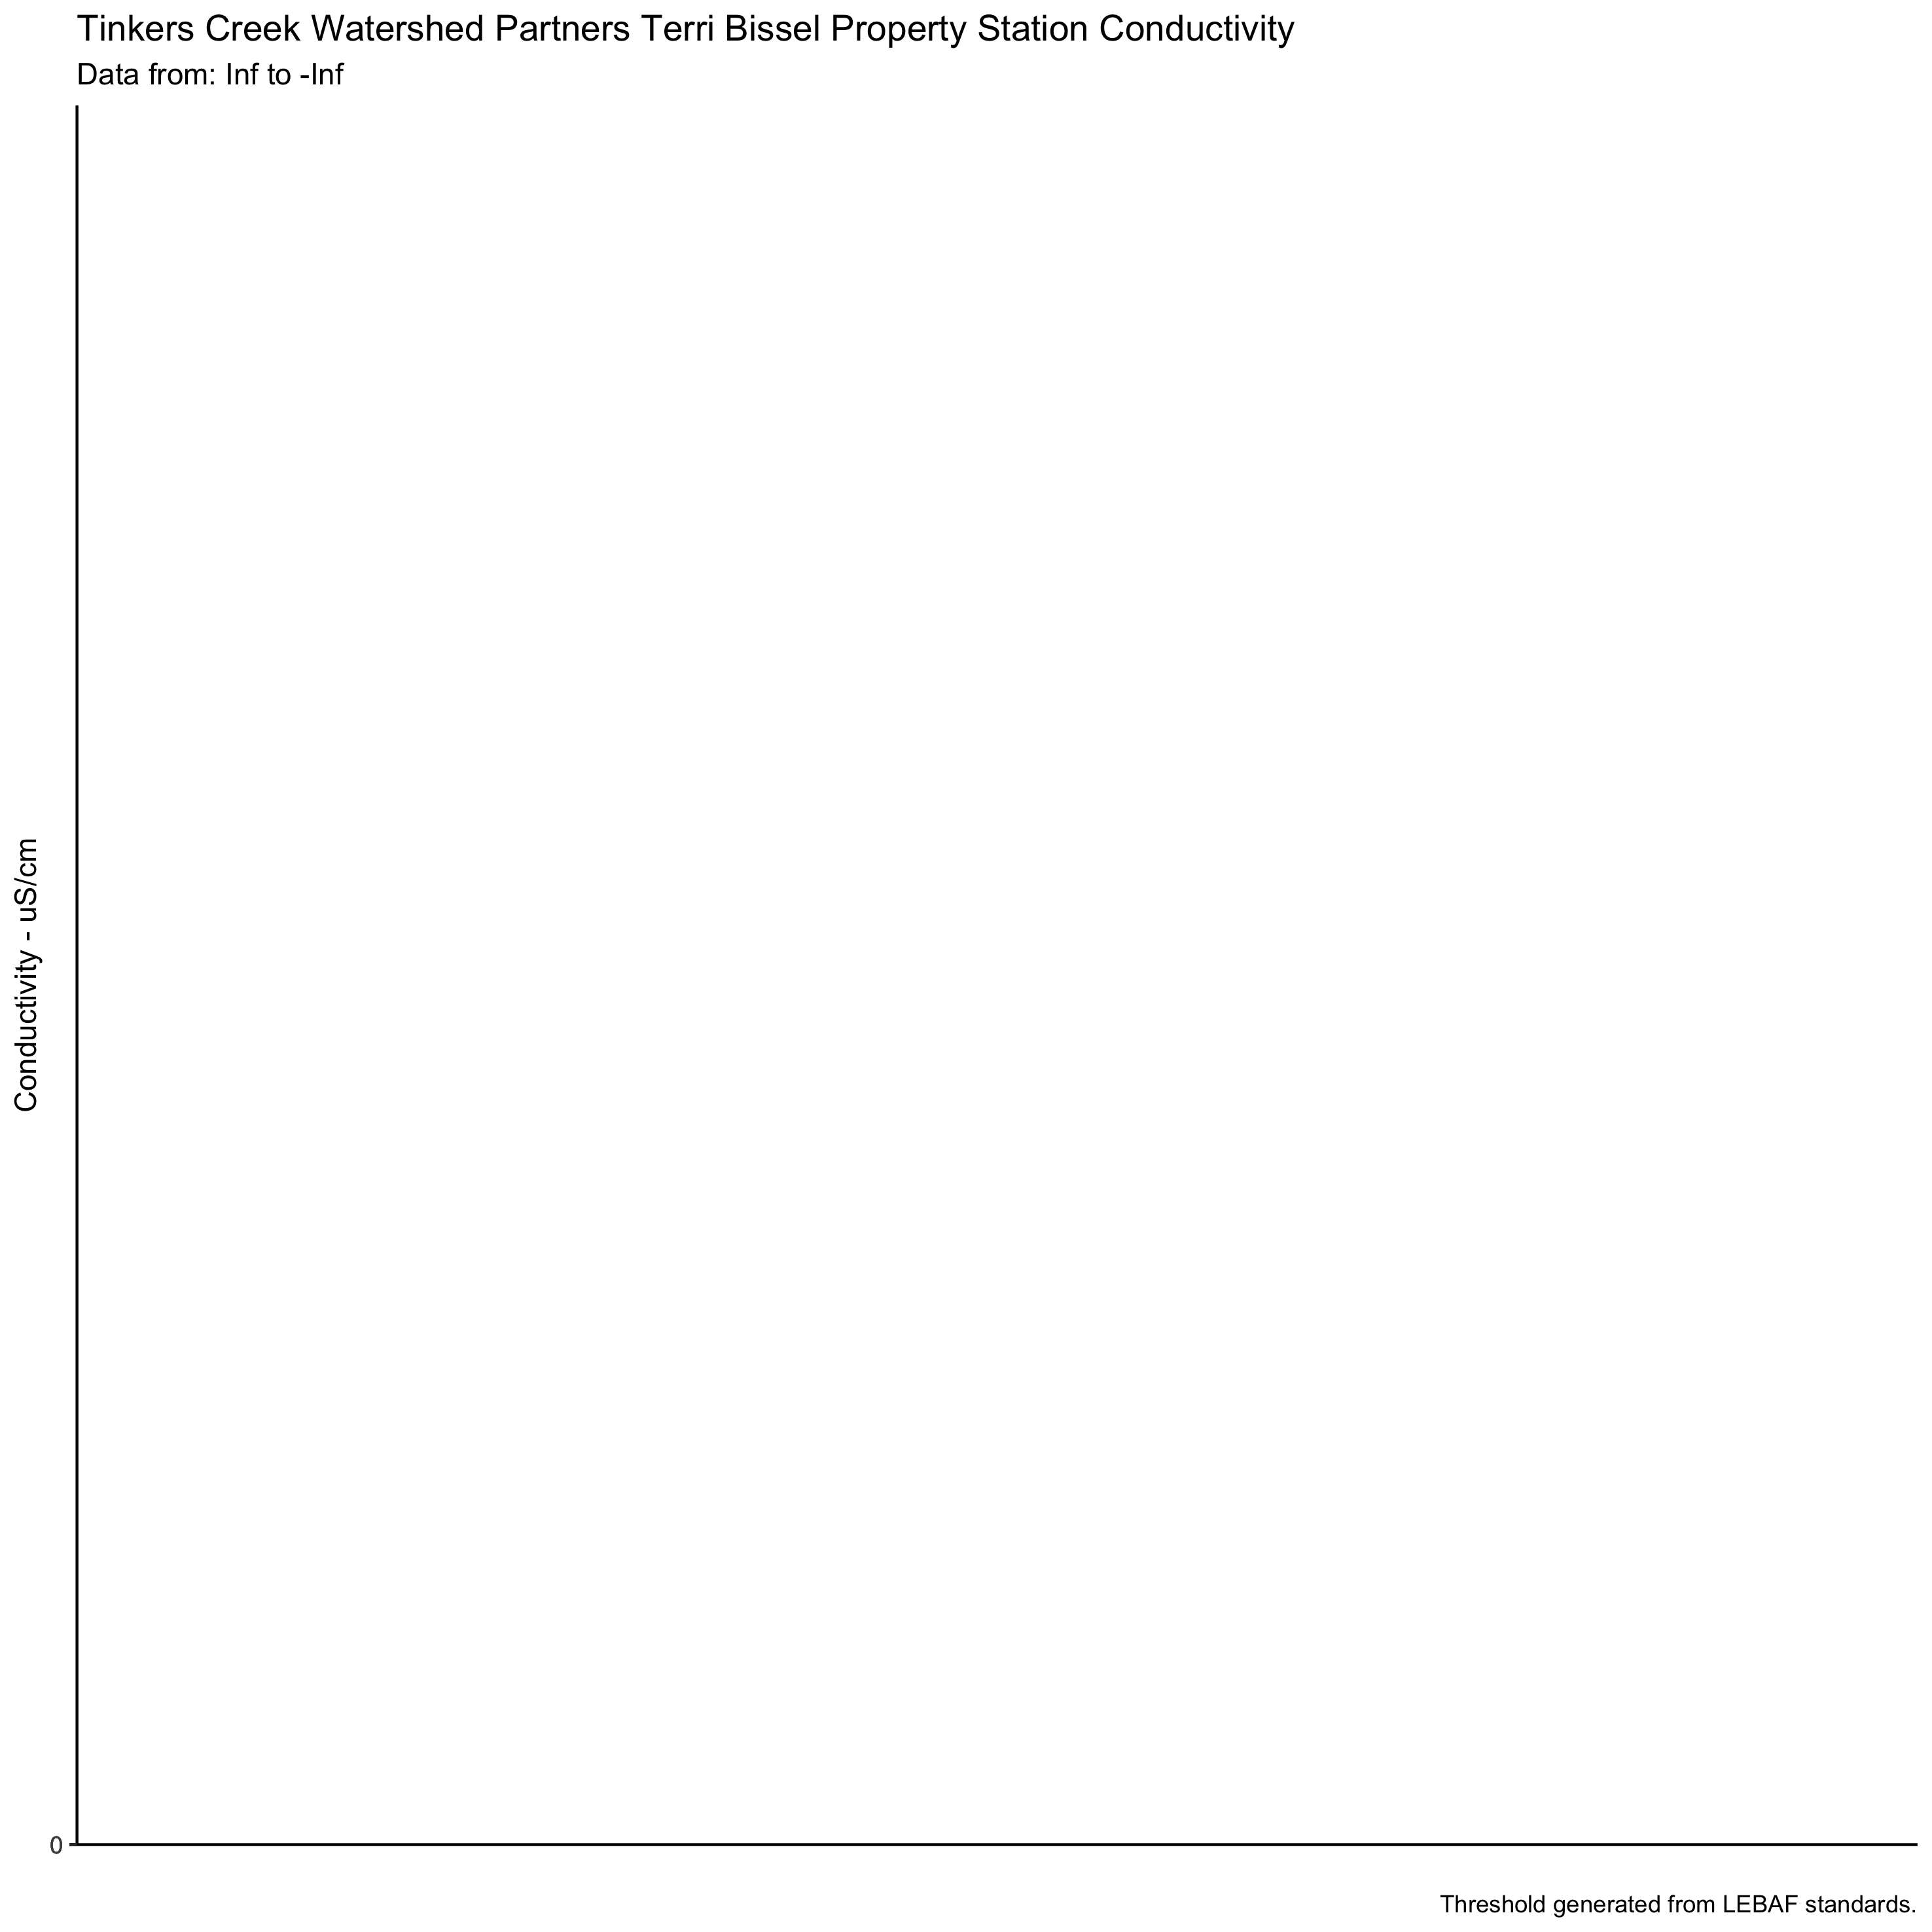 Tinkers Creek Watershed Partners Terri Bissel Property Station Conductivity
Data from: Inf to -Inf
Conductivity - uS/cm
0
Threshold generated from LEBAF standards.